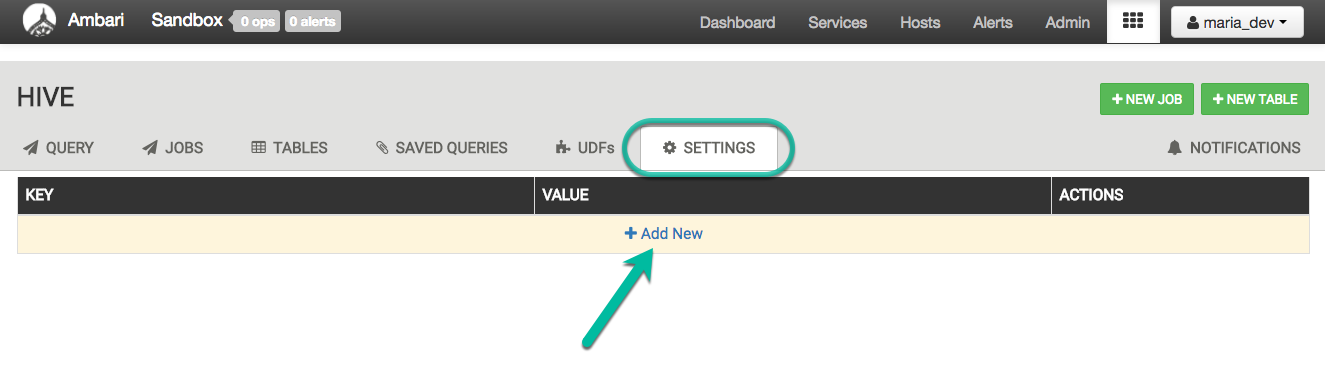 Ambari Sandbox 0 ops 0 alerts Dashboard Services Hosts Alerts Admin maria_dev
HIVE
NEW JOB NEW TABLE
QUERY JOBS TABLES SAVED QUERIES UDFs SETTINGS NOTIFICATIONS
KEY VALUE ACTIONS
Add New